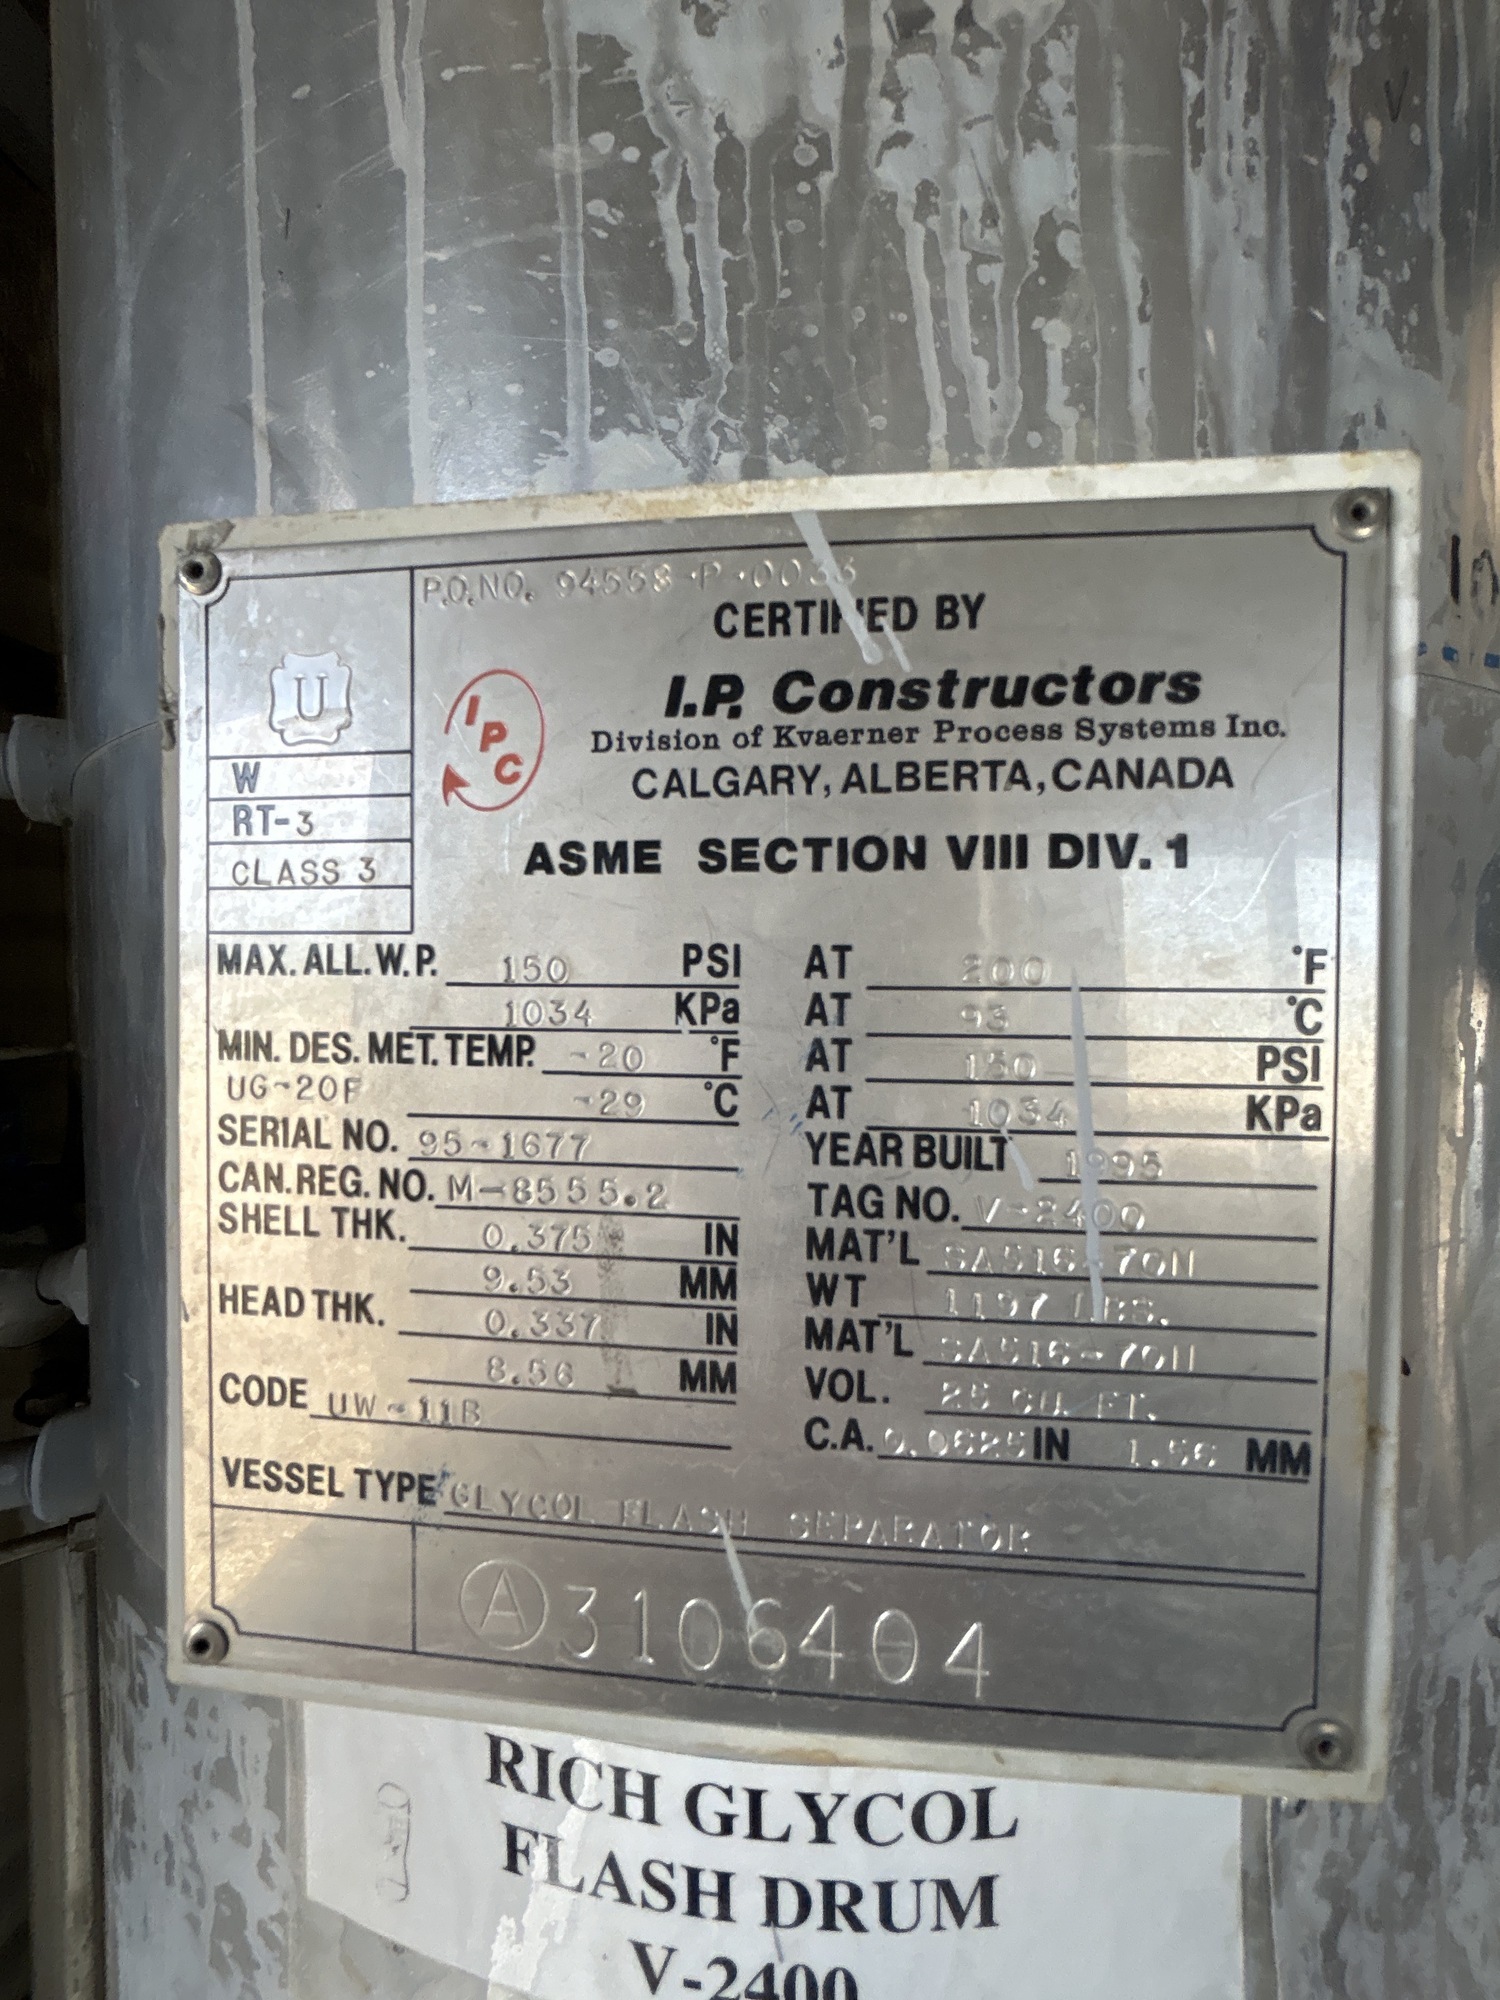 P.O.NO. 94558-P-0033
CERTIFIED BY
U
I P C
I.P. Constructors
Division of Kvaerner Process Systems Inc.
CALGARY, ALBERTA, CANADA
W
RT-3
CLASS 3
ASME SECTION VIII DIV. 1
MAX. ALL. W.P. 150 PSI AT 200 °F
1034 KPa AT 93 °C
MIN. DES. MET. TEMP. -20 °F AT 150 PSI
UG-20F -29 °C AT 1034 KPa
SERIAL NO. 95-1677 YEAR BUILT 1995
CAN. REG. NO. M-8555.2 TAG NO. V-2400
SHELL THK. 0.375 IN MAT'L SA516-70N
9.53 MM WT 1197 LBS.
HEAD THK. 0.337 IN MAT'L SA516-70N
8.56 MM VOL. 25 CU. FT.
CODE UW-11B C.A. 0.0625 IN 1.56 MM
VESSEL TYPE GLYCOL FLASH SEPARATOR
A 3106404
RICH GLYCOL
FLASH DRUM
V-2400